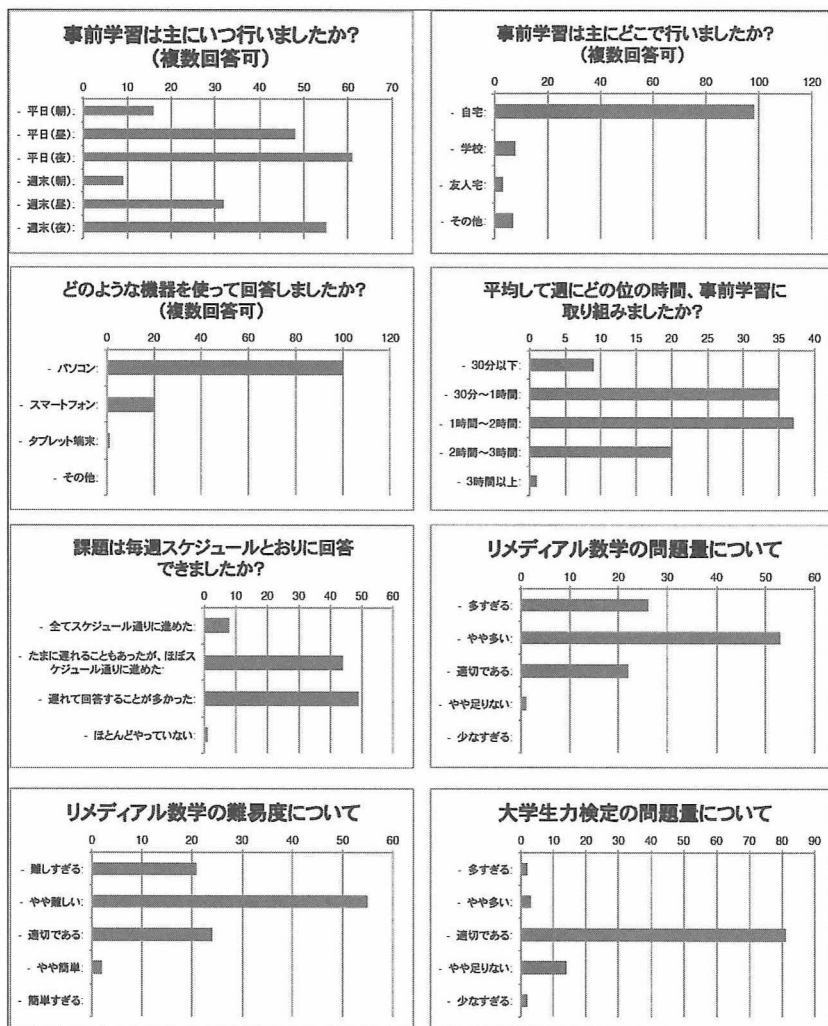 事前学習は主にいつ行いましたか?
(複数回答可)
0 10 20 30 40 50 60 70
- 平日(朝):
- 平日(昼):
- 平日(夜):
- 週末(朝):
- 週末(昼):
- 週末(夜):
事前学習は主にどこで行いましたか?
(複数回答可)
0 20 40 60 80 100 120
- 自宅:
- 学校:
- 友人宅:
- その他:
どのような機器を使って回答しましたか?
(複数回答可)
0 20 40 60 80 100 120
- パソコン:
- スマートフォン:
- タブレット端末:
- その他:
平均して週にどの位の時間、事前学習に
取り組みましたか?
0 5 10 15 20 25 30 35 40
- 30分以下:
- 30分~1時間:
- 1時間~2時間:
- 2時間~3時間:
- 3時間以上:
課題は毎週スケジュールとおりに回答
できましたか?
0 10 20 30 40 50 60
- 全てスケジュール通りに進めた:
- たまに遅れることもあったが、ほぼス
ケジュール通りに進めた:
- 遅れて回答することが多かった:
- ほとんどやっていない:
リメディアル数学の問題量について
0 10 20 30 40 50 60
- 多すぎる:
- やや多い:
- 適切である:
- やや足りない:
- 少なすぎる:
リメディアル数学の難易度について
0 10 20 30 40 50 60
- 難しすぎる:
- やや難しい:
- 適切である:
- やや簡単:
- 簡単すぎる:
大学生力検定の問題量について
0 10 20 30 40 50 60 70 80 90
- 多すぎる:
- やや多い:
- 適切である:
- やや足りない:
- 少なすぎる: